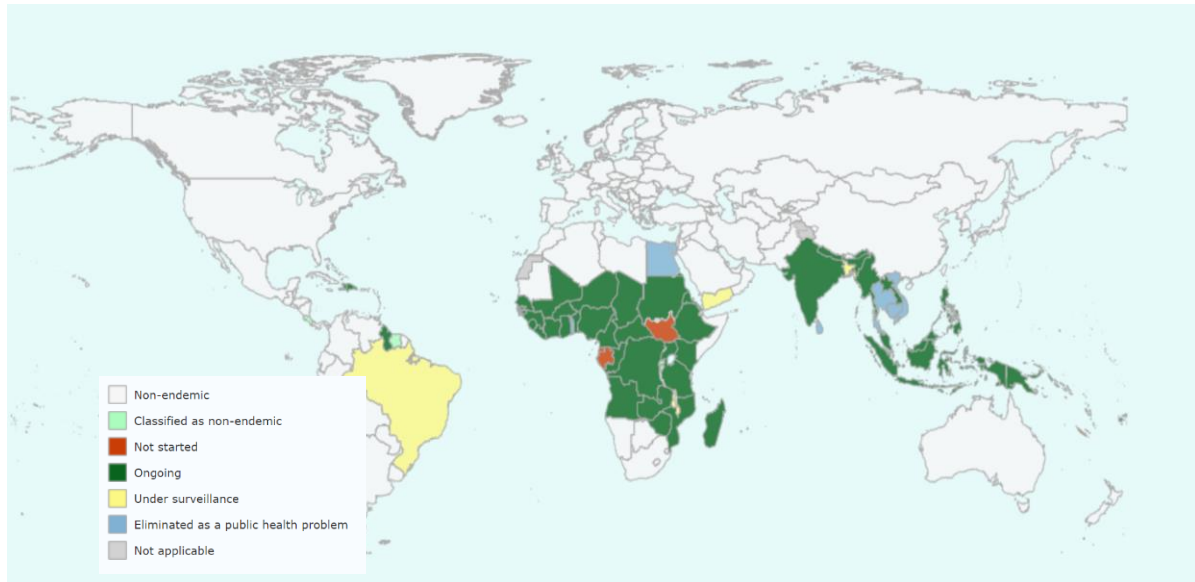 Non-endemic
Classified as non-endemic
Not started
Ongoing
Under surveillance
Eliminated as a public health problem
Not applicable